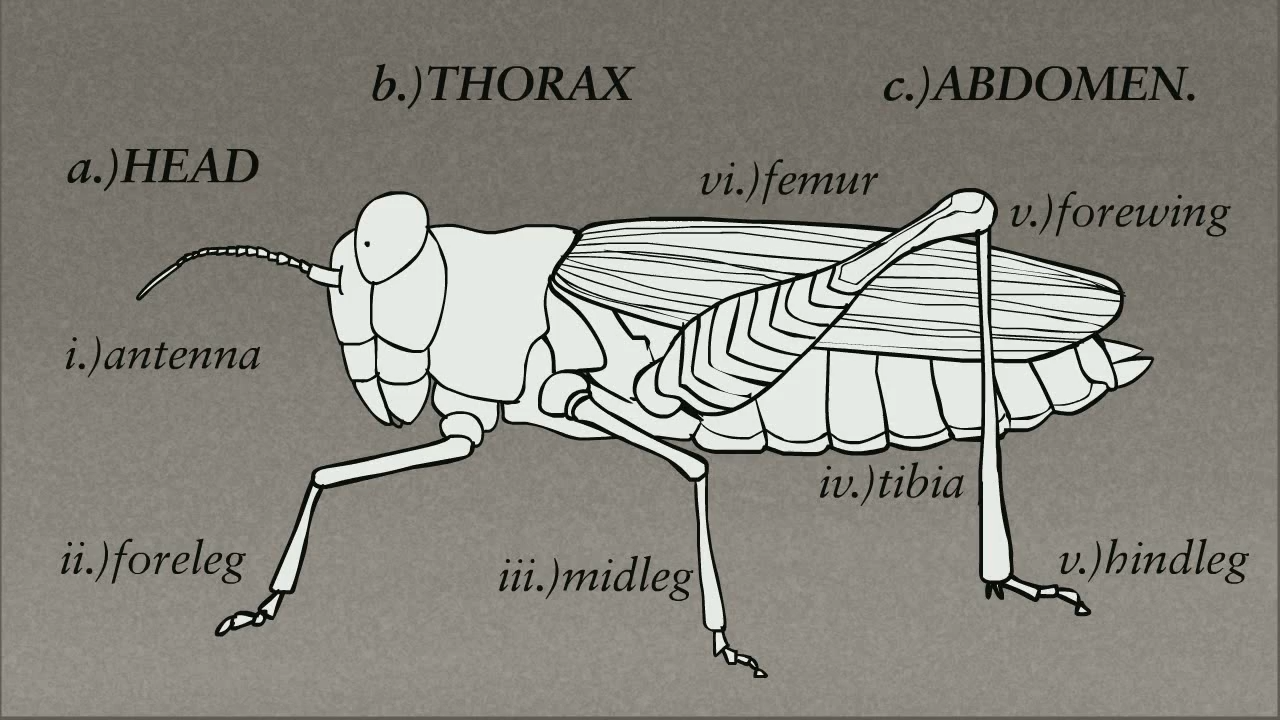 b.)THORAX
c.)ABDOMEN.
a.)HEAD
vi.)femur
v.)forewing
i.)antenna
iv.)tibia
ii.)foreleg
iii.)midleg
v.)hindleg